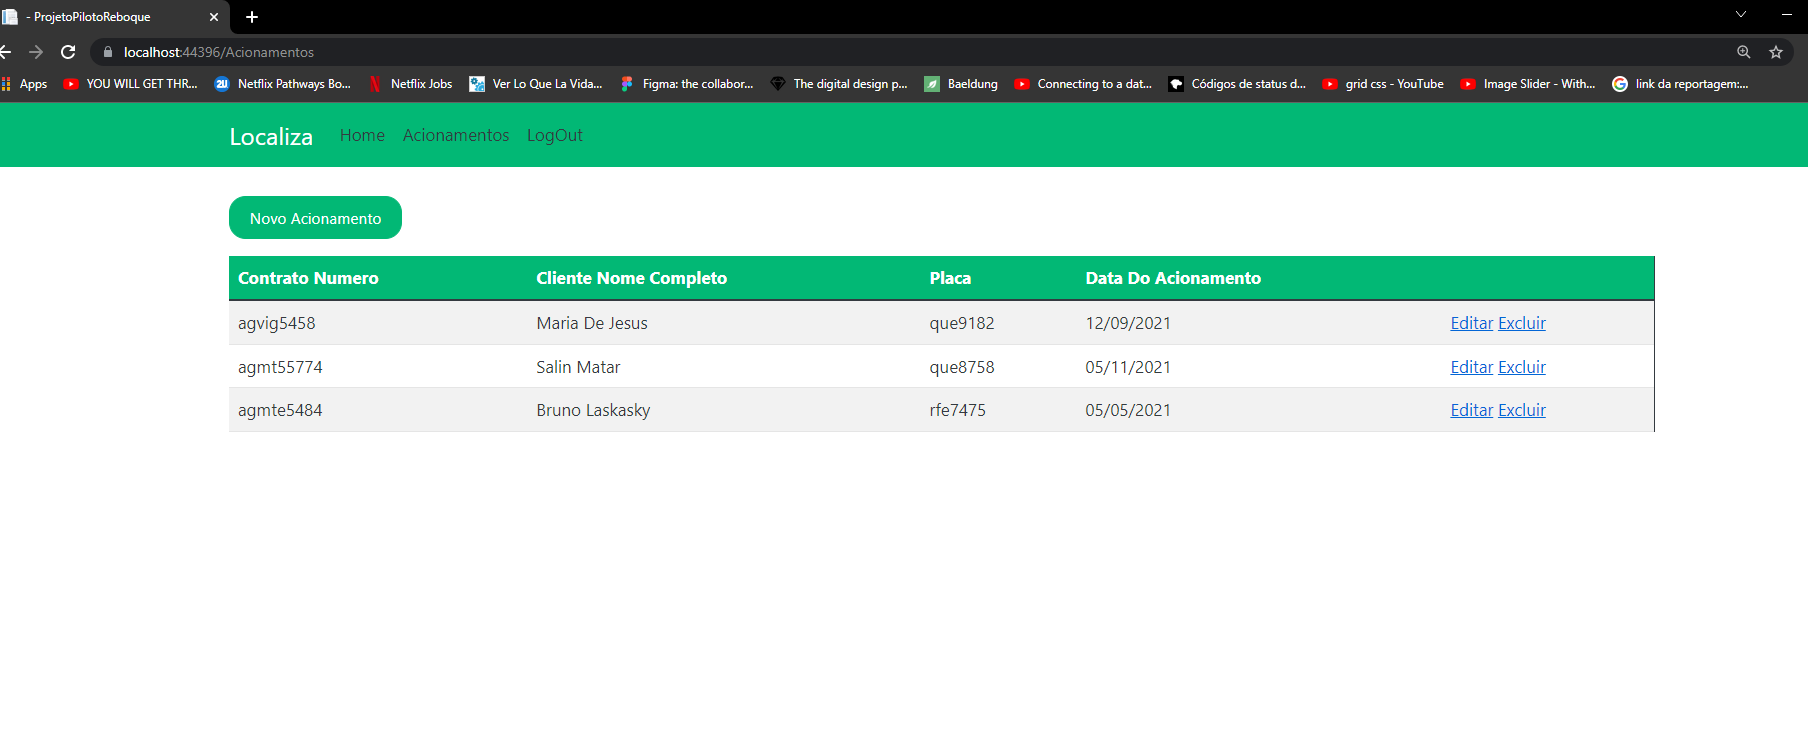 - ProjetoPilotoReboque
localhost:44396/Acionamentos
Apps YOU WILL GET THR... Netflix Pathways Bo... Netflix Jobs Ver Lo Que La Vida... Figma: the collabor... The digital design p... Baeldung Connecting to a dat... Códigos de status d... grid css - YouTube Image Slider - With... link da reportagem:...
Localiza Home Acionamentos LogOut
Novo Acionamento
Contrato Numero Cliente Nome Completo Placa Data Do Acionamento
agvig5458 Maria De Jesus que9182 12/09/2021 Editar Excluir
agmt55774 Salin Matar que8758 05/11/2021 Editar Excluir
agmte5484 Bruno Laskasky rfe7475 05/05/2021 Editar Excluir